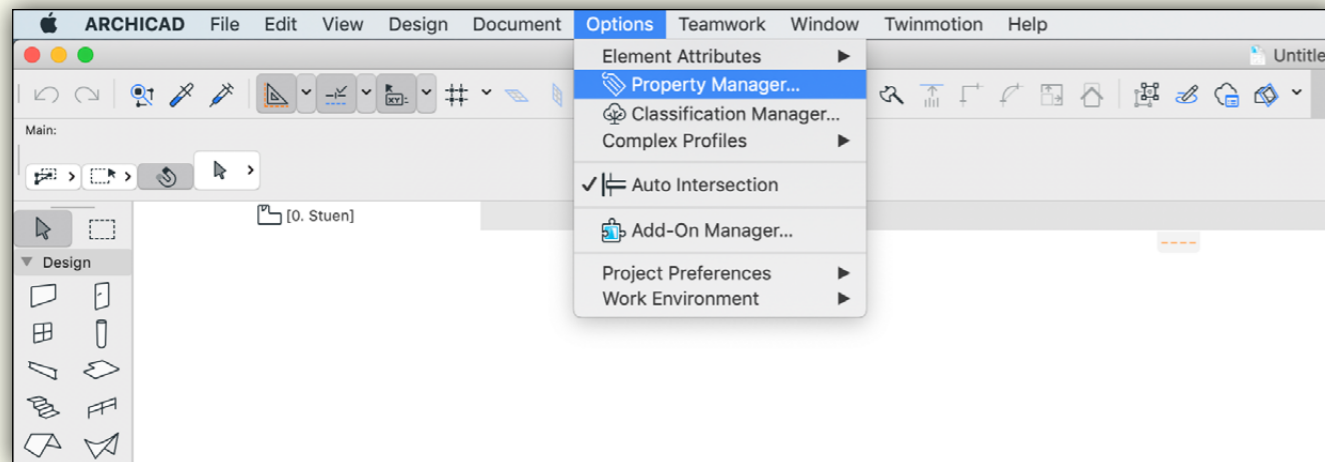 ARCHICAD File Edit View Design Document Options Teamwork Window Twinmotion Help
Untitle
Element Attributes
Property Manager...
Classification Manager...
Complex Profiles
Auto Intersection
Add-On Manager...
Project Preferences
Work Environment
Main:
[0. Stuen]
Design